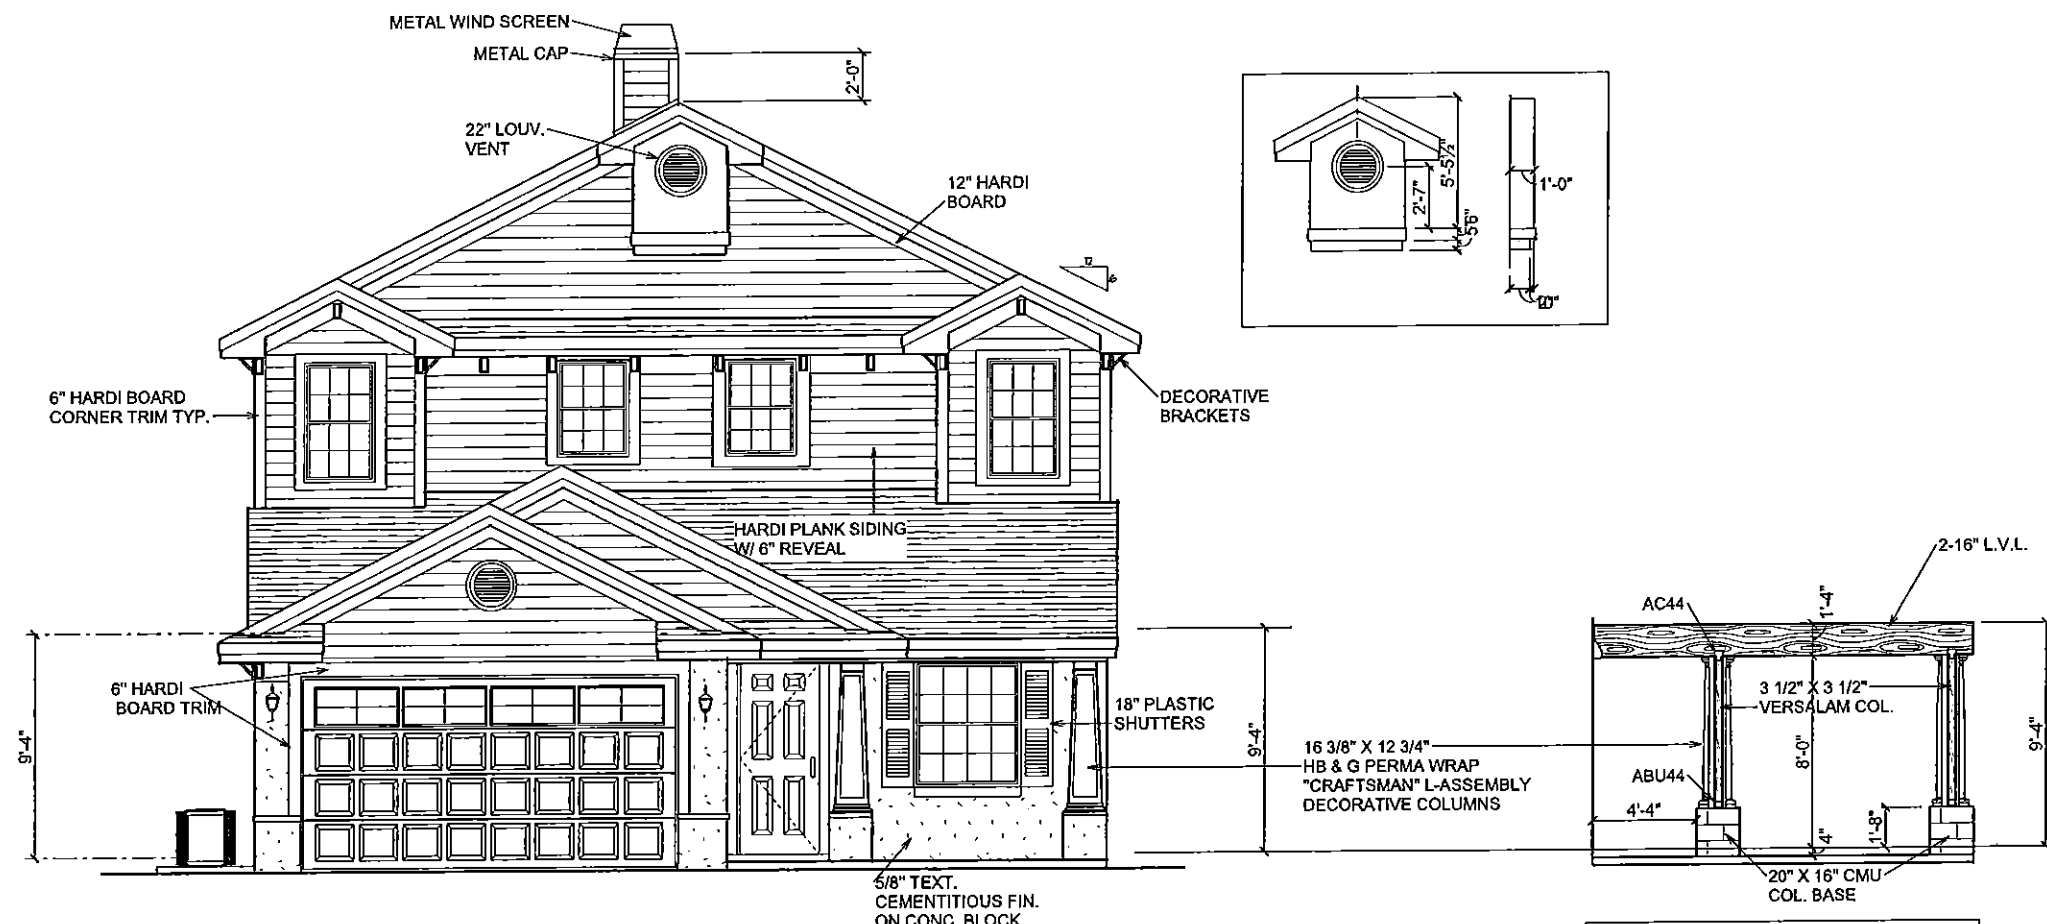 METAL WIND SCREEN
METAL CAP
2'-0"
22" LOUV.
VENT
12" HARDI
BOARD
12
6
6" HARDI BOARD
CORNER TRIM TYP.
DECORATIVE
BRACKETS
HARDI PLANK SIDING
W/ 6" REVEAL
6" HARDI
BOARD TRIM
9'-4"
18" PLASTIC
SHUTTERS
9'-4"
5/8" TEXT.
CEMENTITIOUS FIN.
ON CONC. BLOCK
16 3/8" X 12 3/4"
HB & G PERMA WRAP
"CRAFTSMAN" L-ASSEMBLY
DECORATIVE COLUMNS
5'-5½"
2'-7"
1'-0"
2-16" L.V.L.
AC44
1'-4"
3 1/2" X 3 1/2"
VERSALAM COL.
8'-0"
9'-4"
ABU44
4'-4"
1'-8"
4"
20" X 16" CMU
COL. BASE